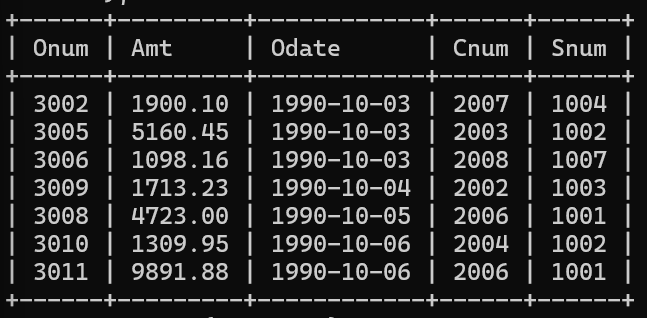 +------+---------+------------+------+------+
| Onum | Amt     | Odate      | Cnum | Snum |
+------+---------+------------+------+------+
| 3002 | 1900.10 | 1990-10-03 | 2007 | 1004 |
| 3005 | 5160.45 | 1990-10-03 | 2003 | 1002 |
| 3006 | 1098.16 | 1990-10-03 | 2008 | 1007 |
| 3009 | 1713.23 | 1990-10-04 | 2002 | 1003 |
| 3008 | 4723.00 | 1990-10-05 | 2006 | 1001 |
| 3010 | 1309.95 | 1990-10-06 | 2004 | 1002 |
| 3011 | 9891.88 | 1990-10-06 | 2006 | 1001 |
+------+---------+------------+------+------+